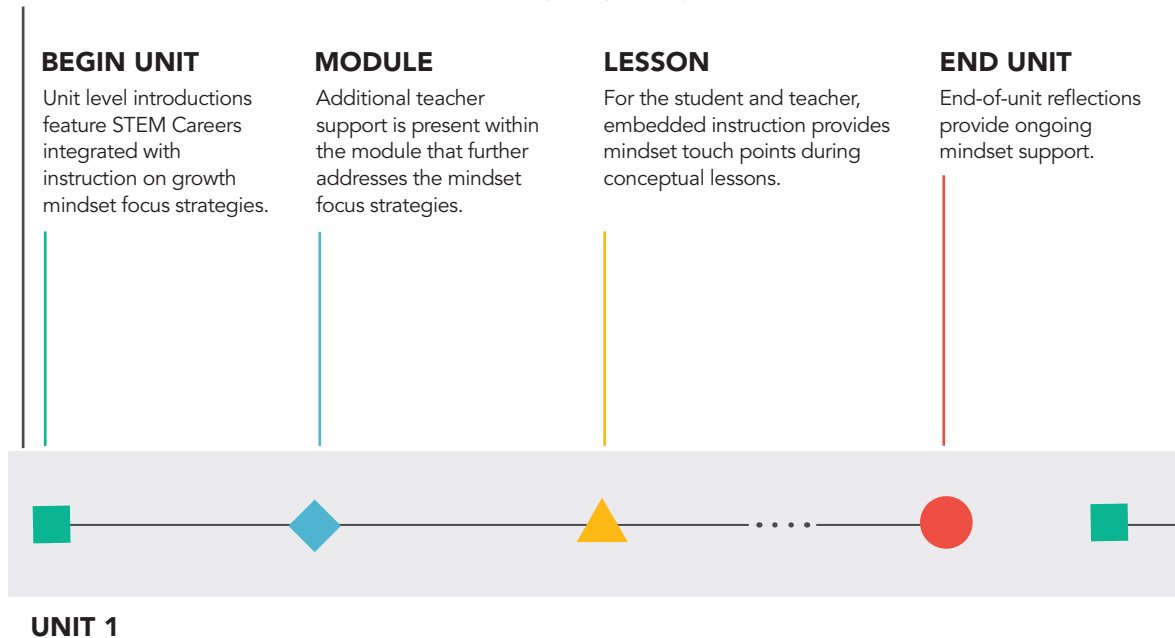 BEGIN UNIT
Unit level introductions
feature STEM Careers
integrated with
instruction on growth
mindset focus strategies.
MODULE
Additional teacher
support is present within
the module that further
addresses the mindset
focus strategies.
LESSON
For the student and teacher,
embedded instruction provides
mindset touch points during
conceptual lessons.
END UNIT
End-of-unit reflections
provide ongoing
mindset support.
UNIT 1